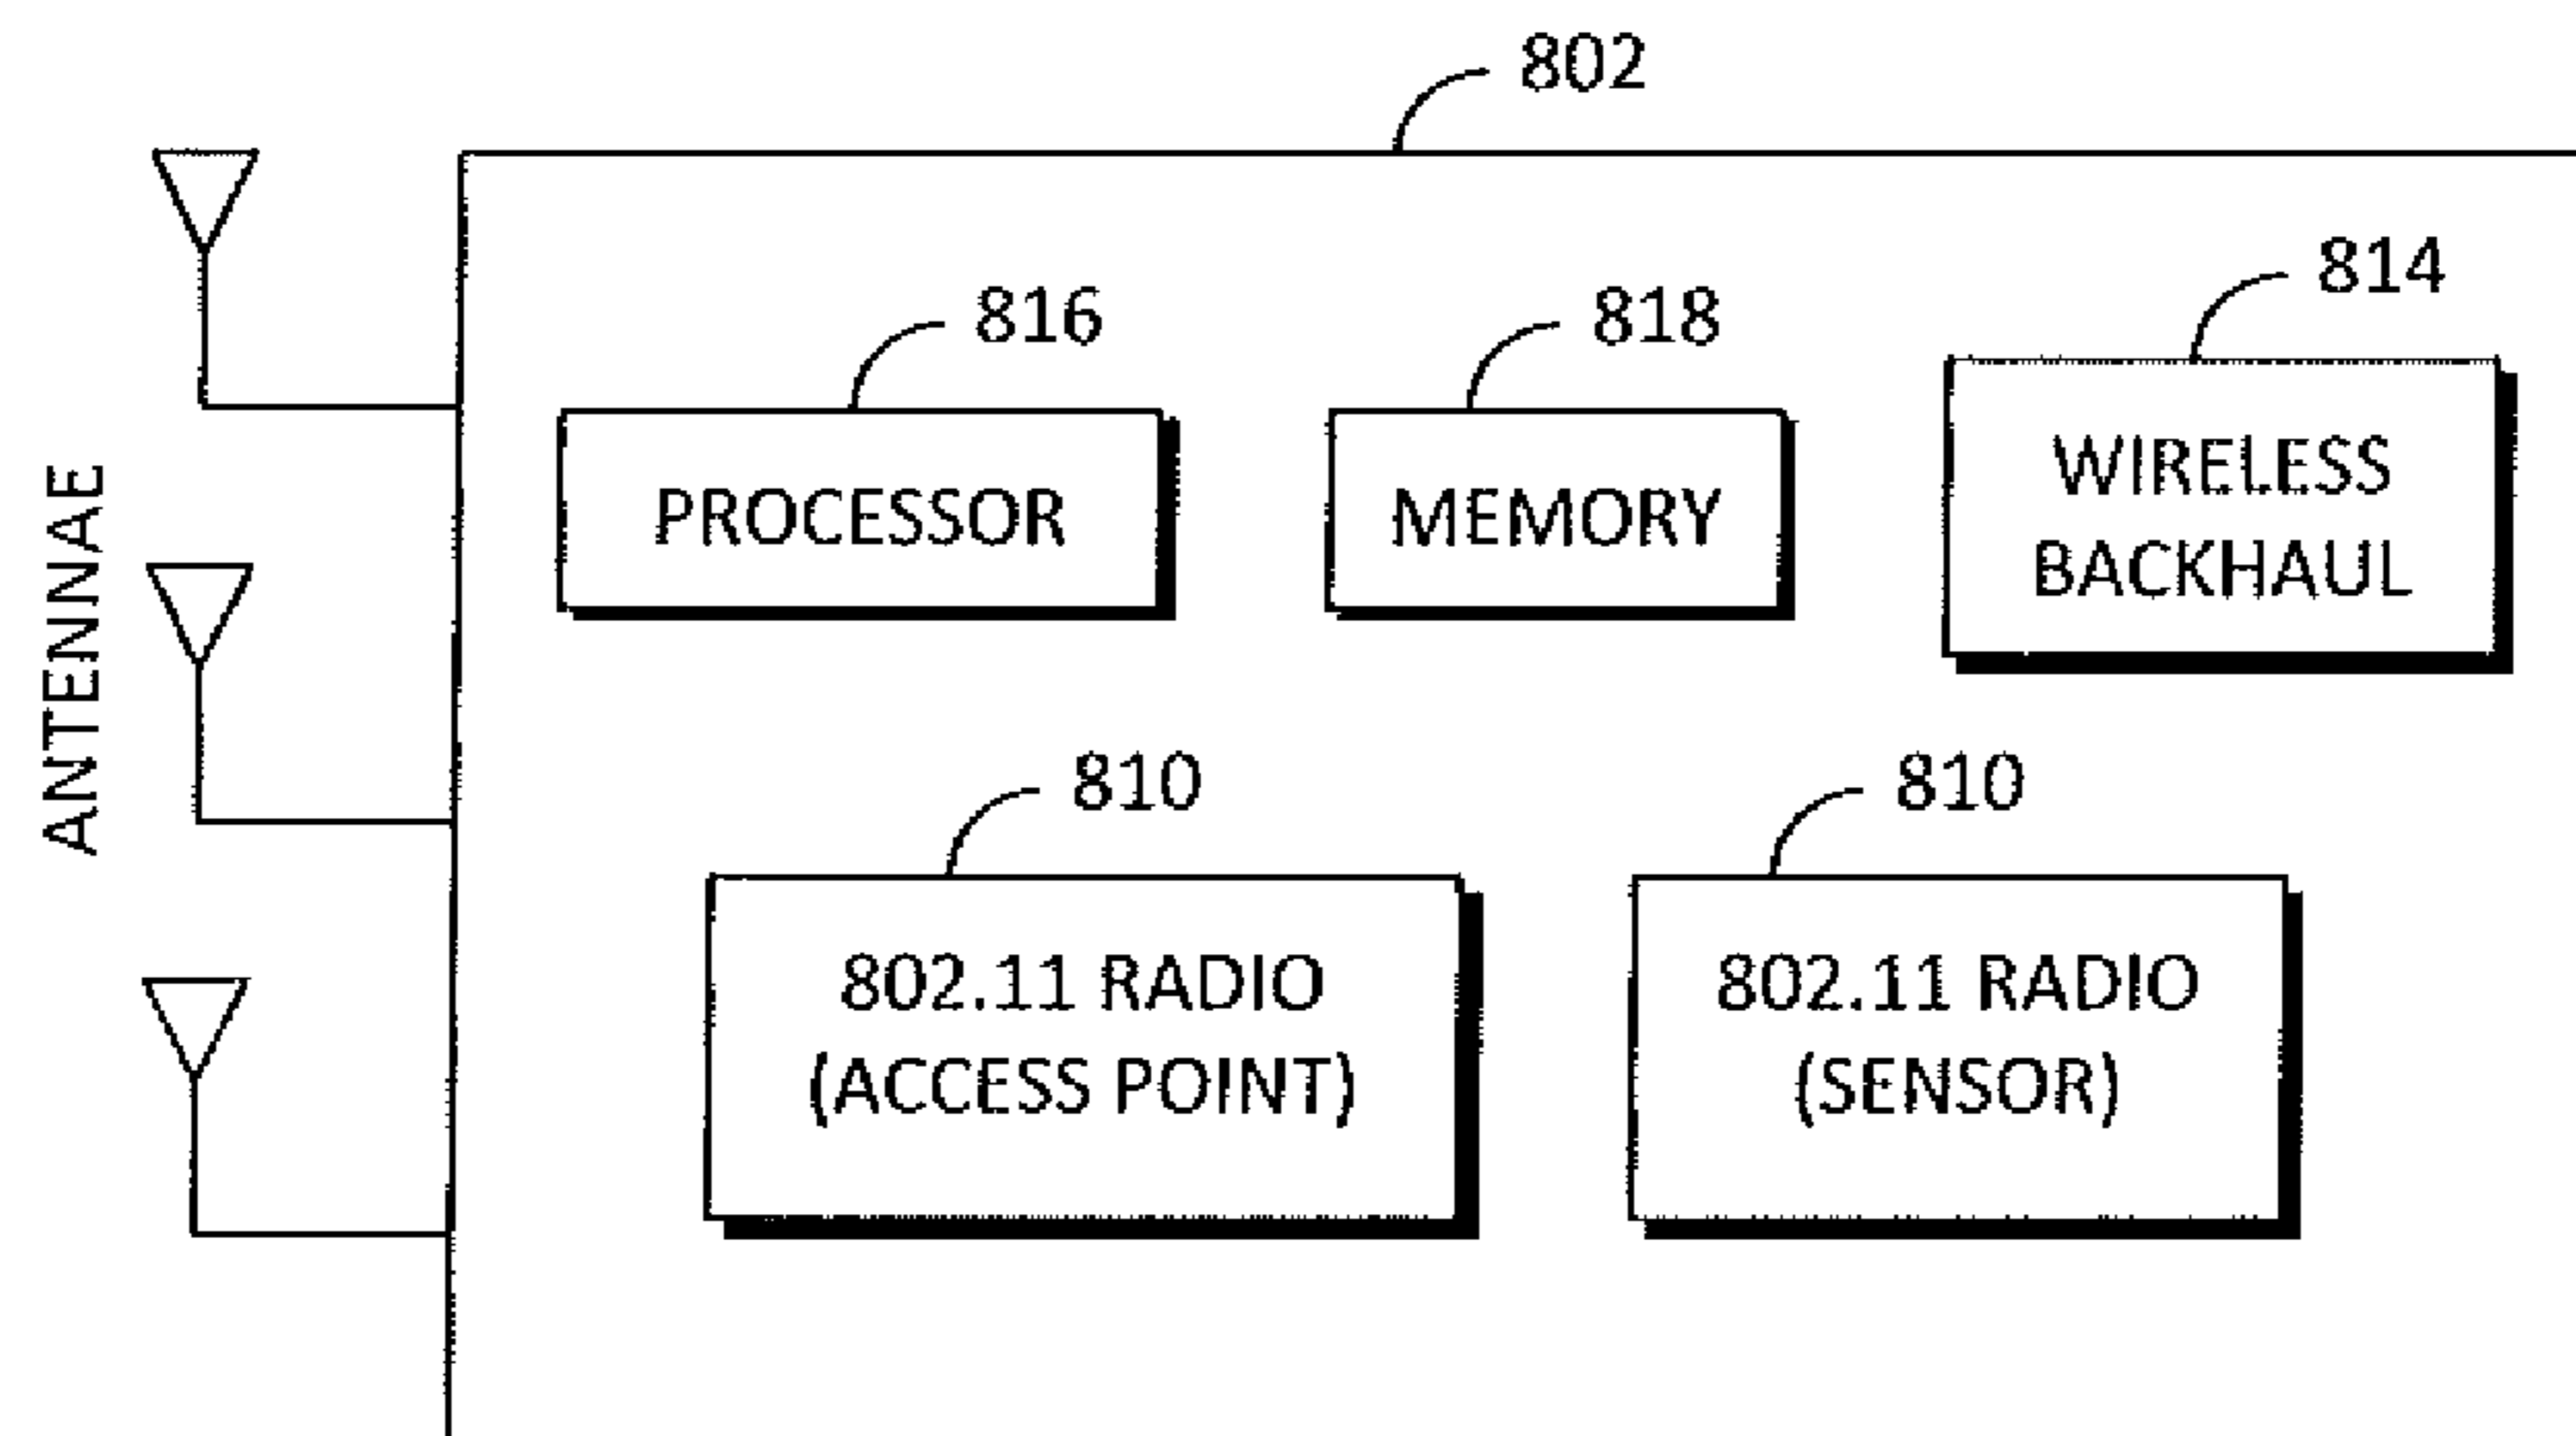 802
816
818
814
PROCESSOR
MEMORY
WIRELESS
BACKHAUL
ANTENNAE
810
810
802.11 RADIO
(ACCESS POINT)
802.11 RADIO
(SENSOR)